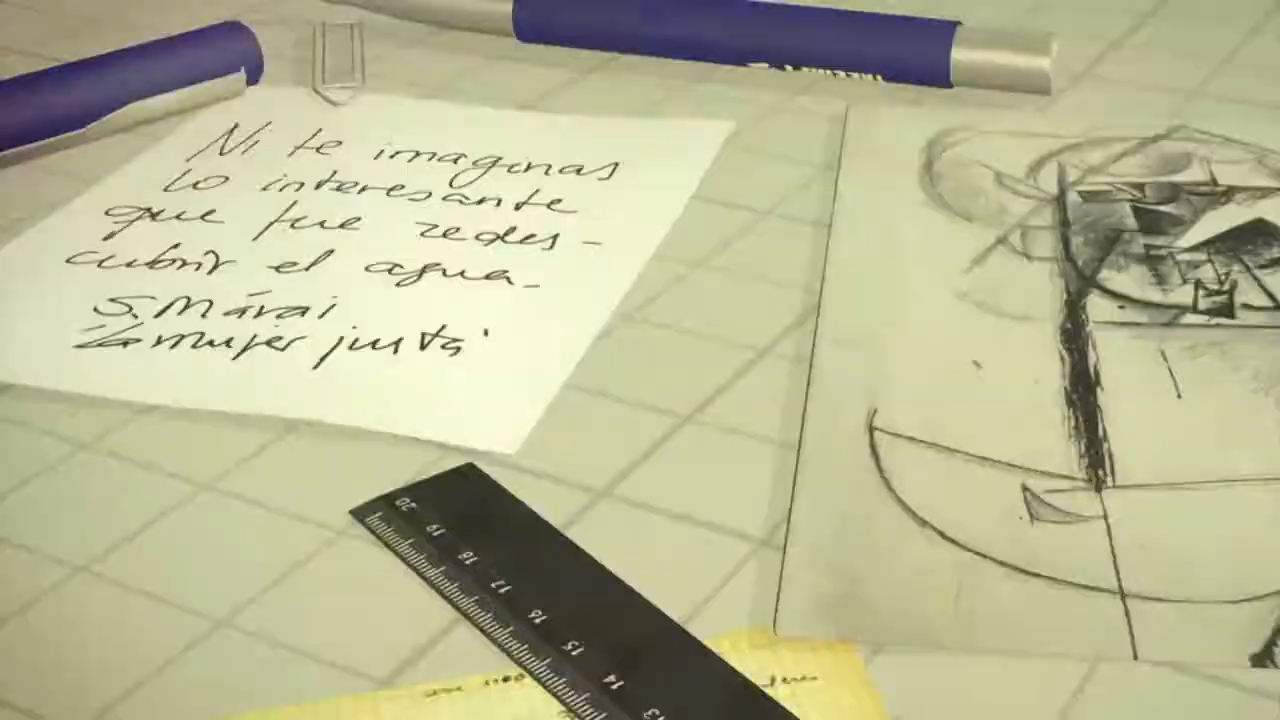 Ni te imaginas
lo interesante
que fue redes-
cubrir el agua.
S. Márai
"La mujer justa"
20 19 18 17 16 15 14 13